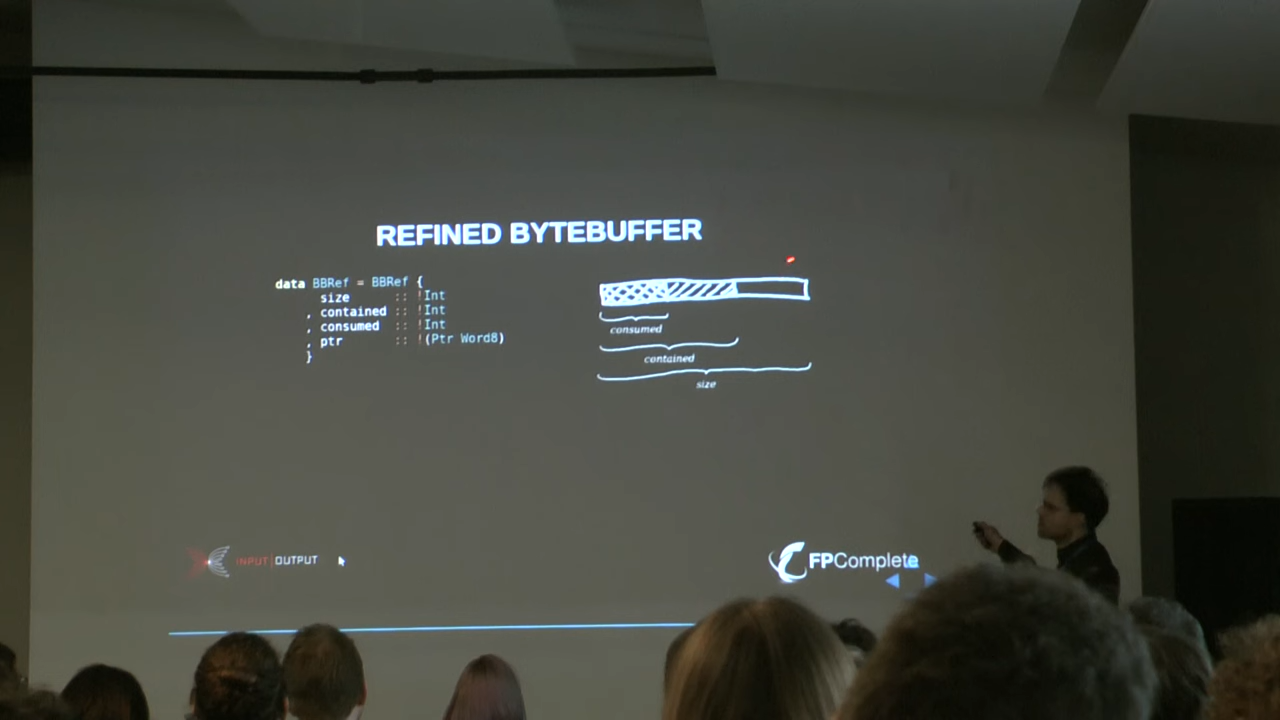 REFINED BYTEBUFFER
data BBRef = BBRef {
size :: !Int
, contained :: !Int
, consumed :: !Int
, ptr :: !(Ptr Word8)
}
consumed
contained
size
INPUT OUTPUT
FPComplete